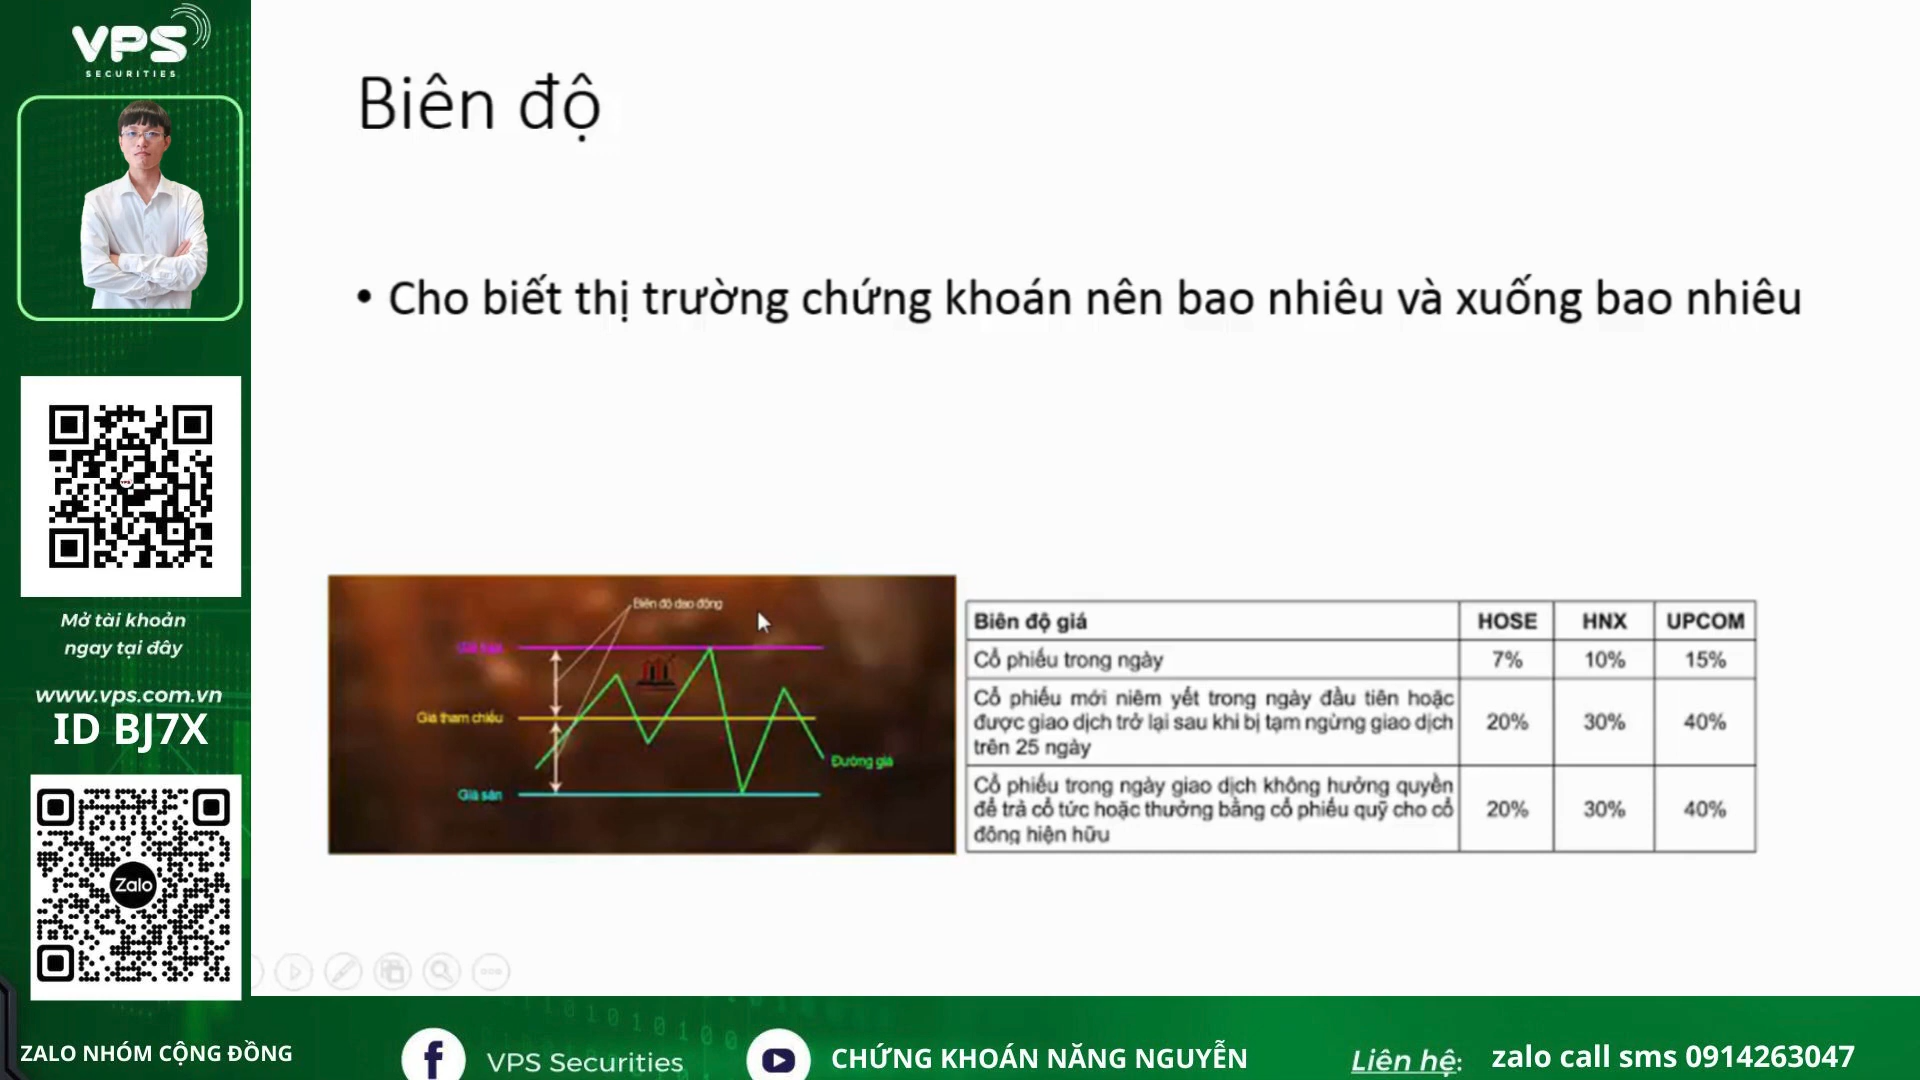 VPS
SECURITIES
Mở tài khoản
ngay tại đây
www.vps.com.vn
ID BJ7X
Zalo
ZALO NHÓM CỘNG ĐỒNG
Biên độ
• Cho biết thị trường chứng khoán nên bao nhiêu và xuống bao nhiêu
Biên độ dao động
Giá tham chiếu
Đường giá
Giá sàn
Biên độ giá HOSE HNX UPCOM
Cổ phiếu trong ngày 7% 10% 15%
Cổ phiếu mới niêm yết trong ngày đầu tiên hoặc
được giao dịch trở lại sau khi bị tạm ngừng giao dịch 20% 30% 40%
trên 25 ngày
Cổ phiếu trong ngày giao dịch không hưởng quyền
để trả cổ tức hoặc thưởng bằng cổ phiếu quỹ cho cổ 20% 30% 40%
đông hiện hữu
VPS Securities
CHỨNG KHOÁN NĂNG NGUYỄN
Liên hệ: zalo call sms 0914263047